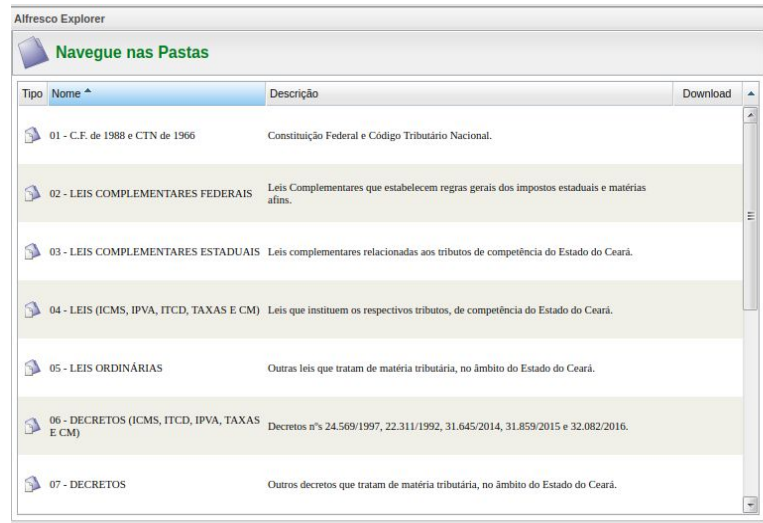 Alfresco Explorer
Navegue nas Pastas
Tipo Nome Descrição Download
01 - C.F. de 1988 e CTN de 1966 Constituição Federal e Código Tributário Nacional.
02 - LEIS COMPLEMENTARES FEDERAIS Leis Complementares que estabelecem regras gerais dos impostos estaduais e matérias
afins.
03 - LEIS COMPLEMENTARES ESTADUAIS Leis complementares relacionadas aos tributos de competência do Estado do Ceará.
04 - LEIS (ICMS, IPVA, ITCD, TAXAS E CM) Leis que instituem os respectivos tributos, de competência do Estado do Ceará.
05 - LEIS ORDINÁRIAS Outras leis que tratam de matéria tributária, no âmbito do Estado do Ceará.
06 - DECRETOS (ICMS, ITCD, IPVA, TAXAS
E CM) Decretos nºs 24.569/1997, 22.311/1992, 31.645/2014, 31.859/2015 e 32.082/2016.
07 - DECRETOS Outros decretos que tratam de matéria tributária, no âmbito do Estado do Ceará.